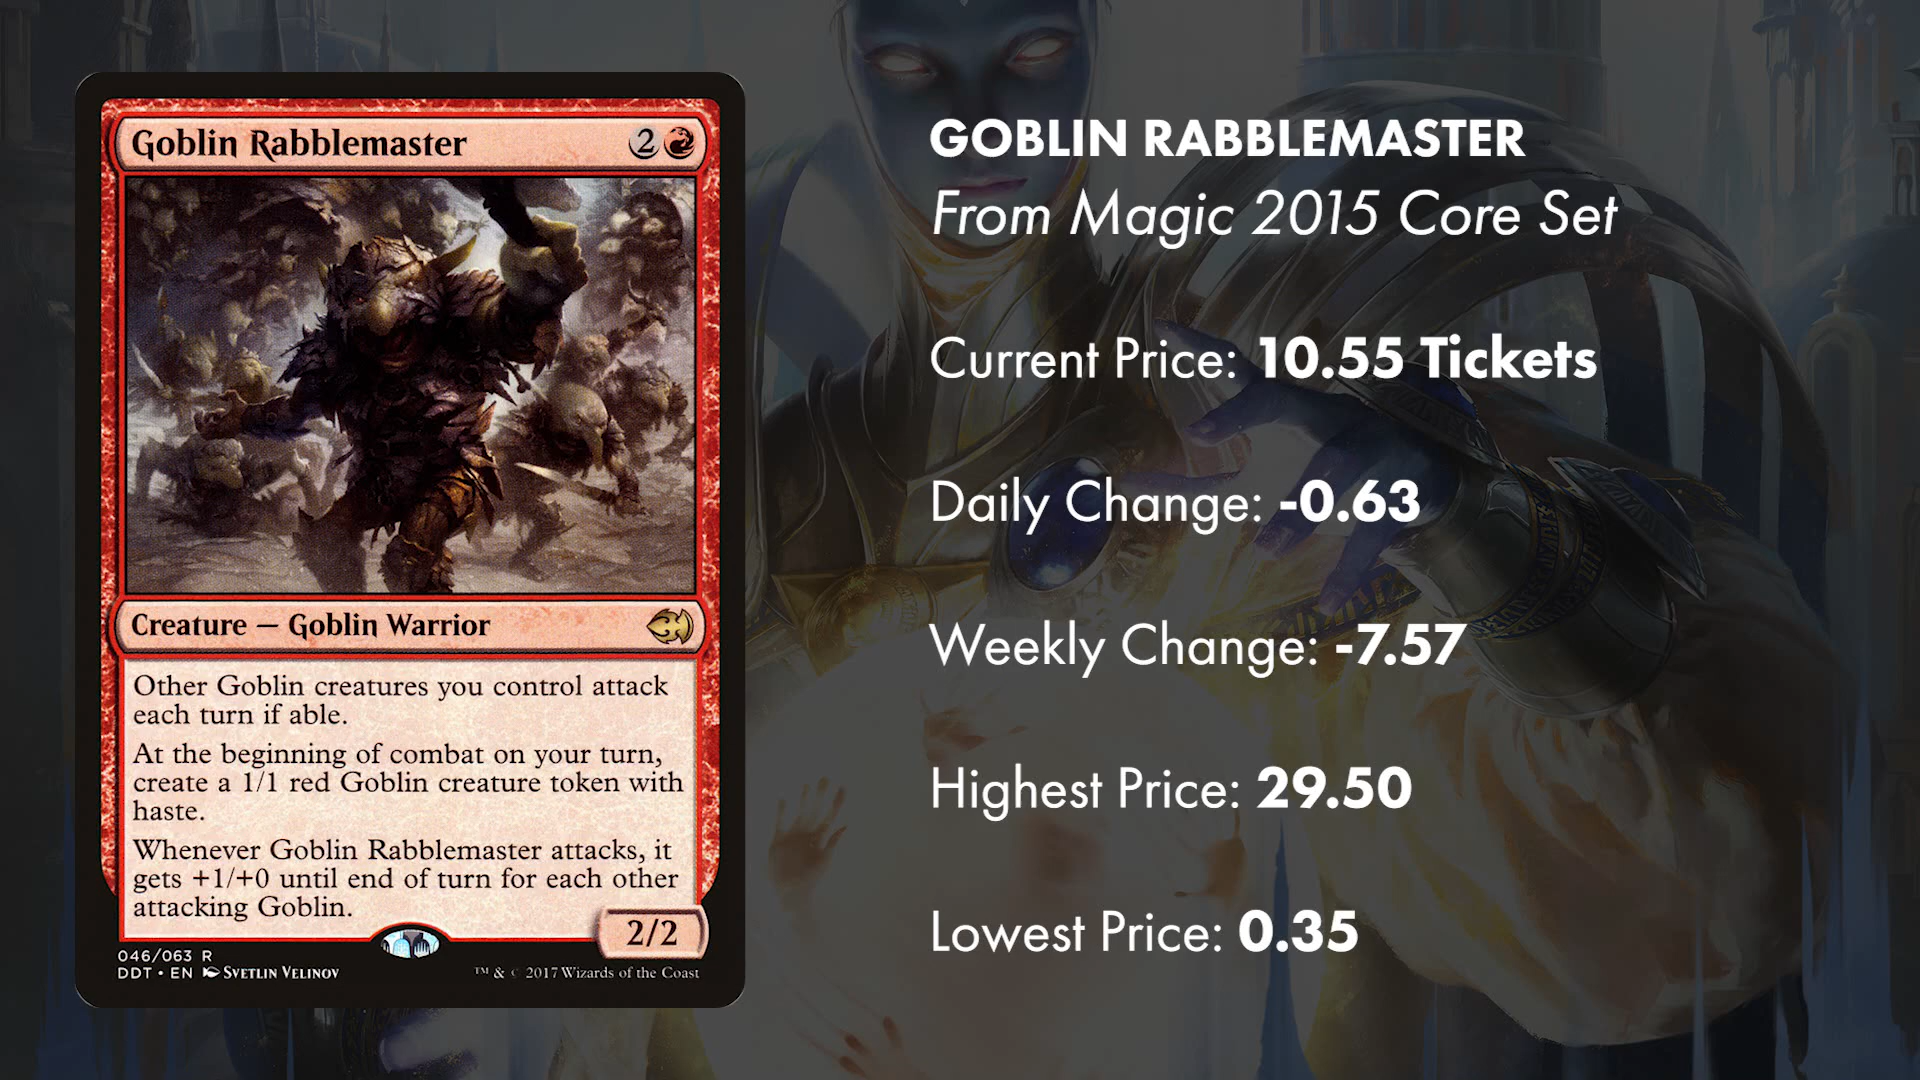 Goblin Rabblemaster 2
Creature — Goblin Warrior
Other Goblin creatures you control attack
each turn if able.
At the beginning of combat on your turn,
create a 1/1 red Goblin creature token with
haste.
Whenever Goblin Rabblemaster attacks, it
gets +1/+0 until end of turn for each other
attacking Goblin.
2/2
046/063 R
DDT • EN Svetlin Velinov
™ & © 2017 Wizards of the Coast
GOBLIN RABBLEMASTER
From Magic 2015 Core Set
Current Price: 10.55 Tickets
Daily Change: -0.63
Weekly Change: -7.57
Highest Price: 29.50
Lowest Price: 0.35